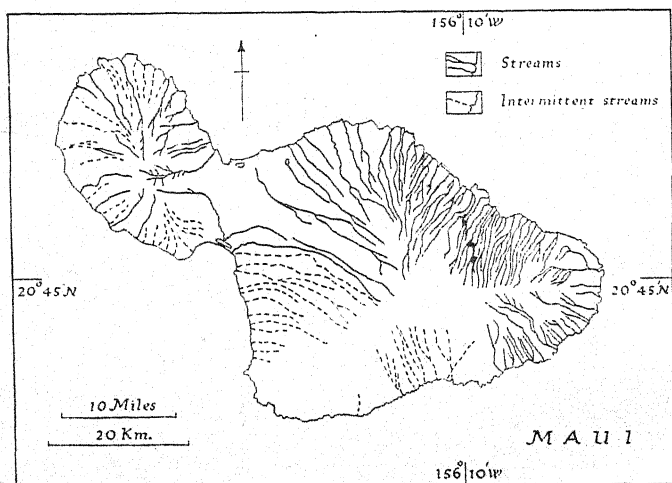 156° 10'W
Streams
Intermittent streams
20° 45'N
20° 45'N
10 Miles
20 Km.
MAUI
156° 10'W